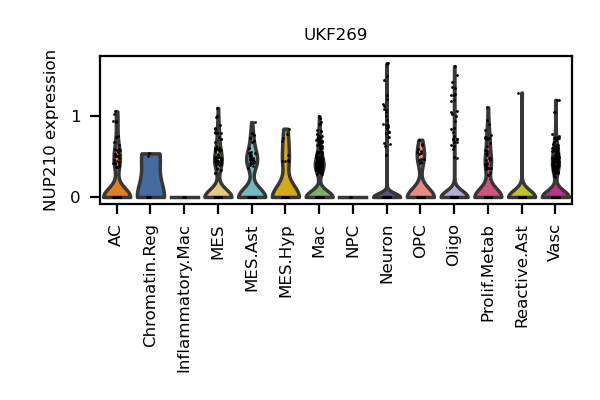 UKF269
NUP210 expression
1
0
AC
Chromatin.Reg
Inflammatory.Mac
MES
MES.Ast
MES.Hyp
Mac
NPC
Neuron
OPC
Oligo
Prolif.Metab
Reactive.Ast
Vasc